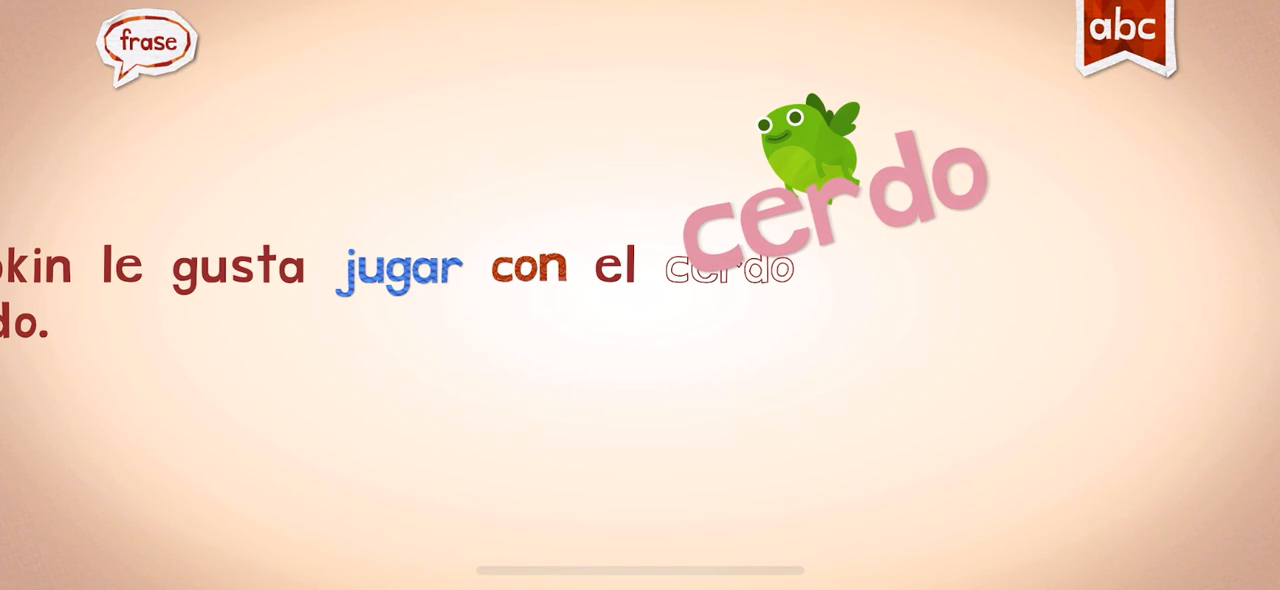 frase
abc
cerdo
kin le gusta jugar con el cerdo
do.